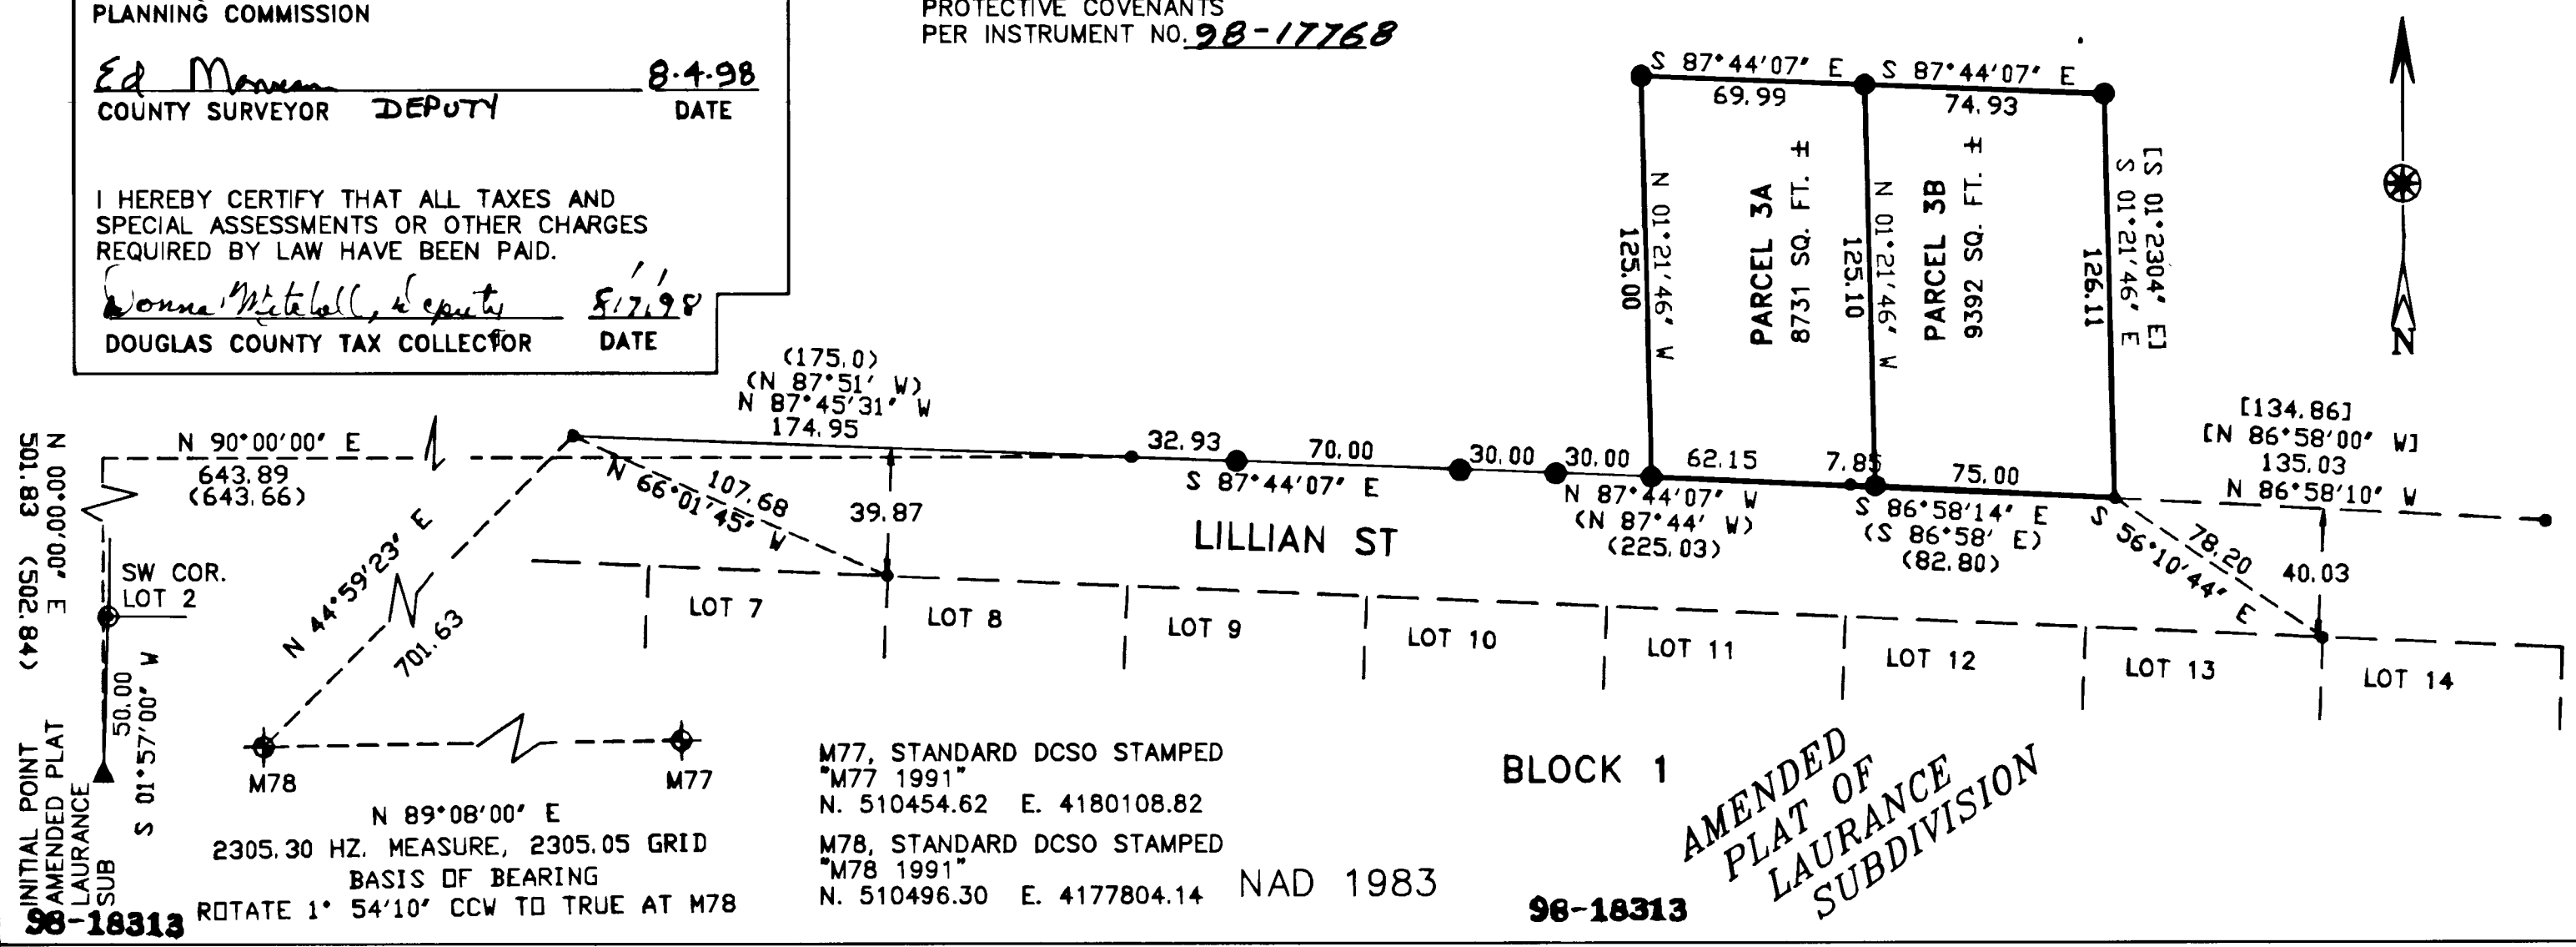 PLANNING COMMISSION
Ed 8·4·98
COUNTY SURVEYOR DEPUTY DATE
I HEREBY CERTIFY THAT ALL TAXES AND
SPECIAL ASSESSMENTS OR OTHER CHARGES
REQUIRED BY LAW HAVE BEEN PAID.
Donna Mitchell, deputy 8/7/98
DOUGLAS COUNTY TAX COLLECTOR DATE
PROTECTIVE COVENANTS
PER INSTRUMENT NO. 98-17768
S 87°44'07" E
69.99
S 87°44'07" E
74.93
N 01°21'46" W
125.00
PARCEL 3A
8731 SQ. FT. ±
N 01°21'46" W
125.10
PARCEL 3B
9392 SQ. FT. ±
[S 01°2304" E]
S 01°21'46" E
126.11
N
(175.0)
(N 87°51' W)
N 87°45'31" W
174.95
32.93
70.00
30.00
30.00
62.15
7.85
75.00
S 87°44'07" E
N 87°44'07" W
(N 87°44' W)
(225.03)
S 86°58'14" E
(S 86°58' E)
(82.80)
[134.86]
[N 86°58'00" W]
135.03
N 86°58'10" W
78.20
S 56°10'44" E
40.03
N 90°00'00" E
643.89
(643.66)
N 00°00'00" E
501.83 (502.84)
SW COR.
LOT 2
50.00
S 01°57'00" W
INITIAL POINT
AMENDED PLAT
LAURANCE
SUB
N 44°59'23" E
701.63
107.68
N 66°01'45" W
39.87
LILLIAN ST
LOT 7
LOT 8
LOT 9
LOT 10
LOT 11
LOT 12
LOT 13
LOT 14
M78
M77
N 89°08'00" E
2305.30 HZ. MEASURE, 2305.05 GRID
BASIS OF BEARING
ROTATE 1° 54'10" CCW TO TRUE AT M78
M77, STANDARD DCSO STAMPED
"M77 1991"
N. 510454.62 E. 4180108.82
M78, STANDARD DCSO STAMPED
"M78 1991"
N. 510496.30 E. 4177804.14
NAD 1983
BLOCK 1
AMENDED
PLAT OF
LAURANCE
SUBDIVISION
98-18313
98-18313